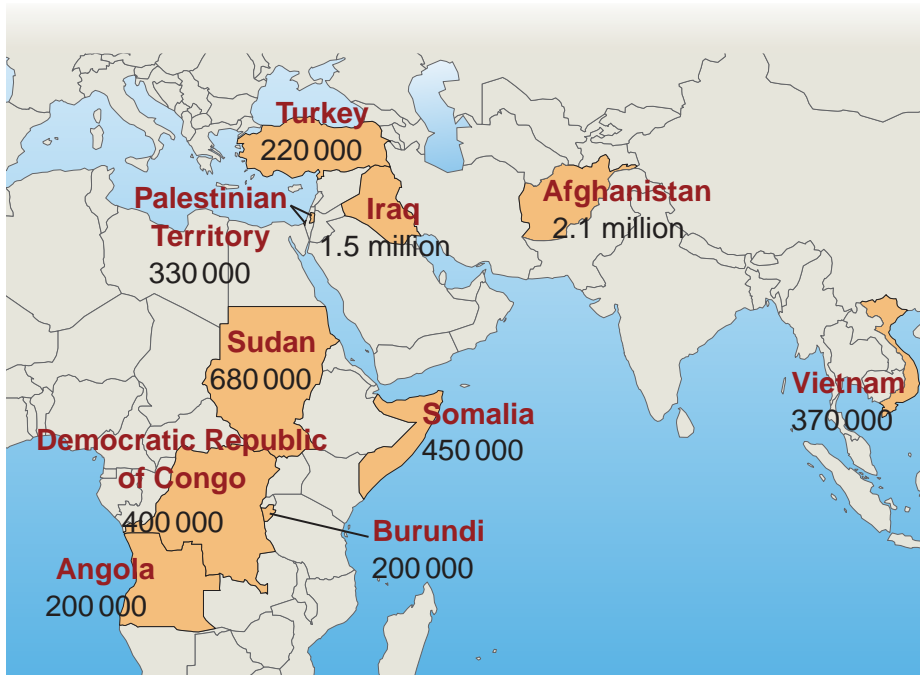 Turkey
220 000
Palestinian
Territory
330 000
Iraq
1.5 million
Afghanistan
2.1 million
Sudan
680 000
Somalia
450 000
Vietnam
370 000
Democratic Republic
of Congo
400 000
Burundi
200 000
Angola
200 000